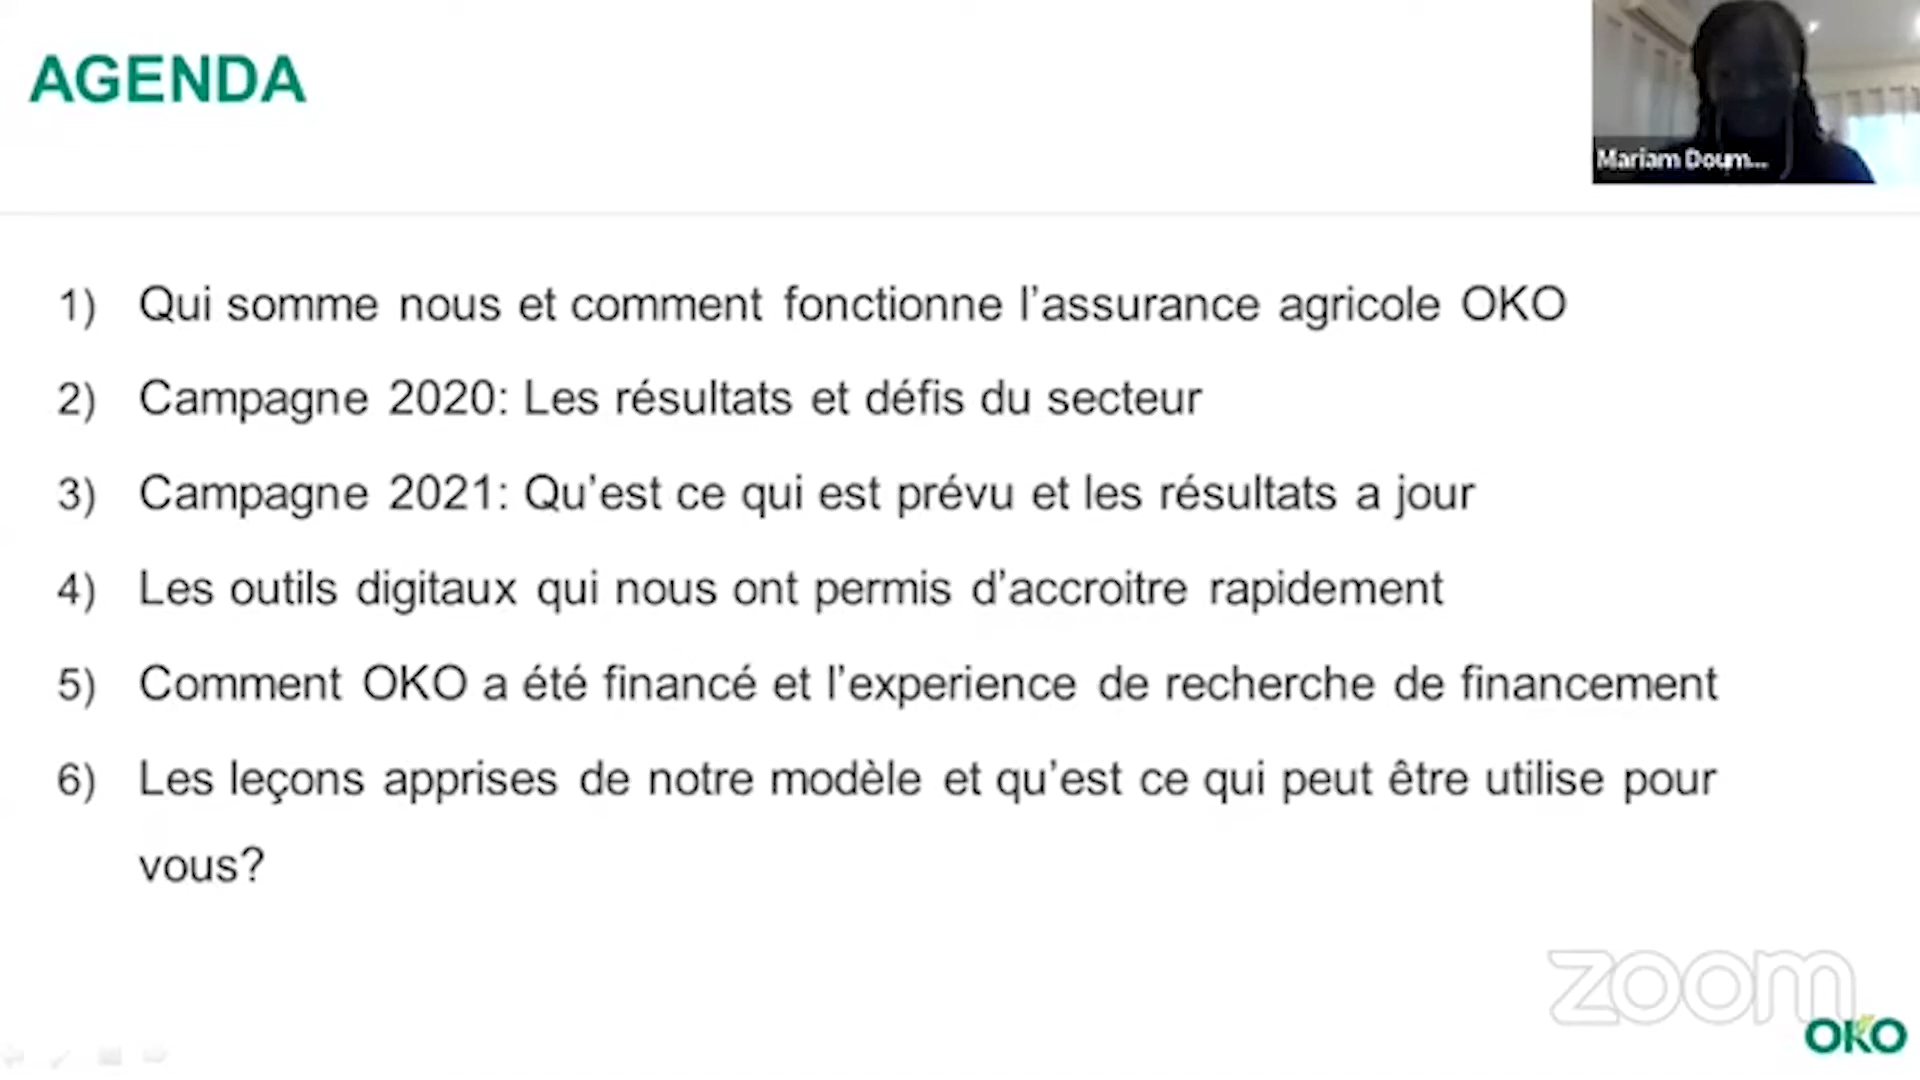 AGENDA
Mariam Doum...
1) Qui somme nous et comment fonctionne l'assurance agricole OKO
2) Campagne 2020: Les résultats et défis du secteur
3) Campagne 2021: Qu'est ce qui est prévu et les résultats a jour
4) Les outils digitaux qui nous ont permis d'accroitre rapidement
5) Comment OKO a été financé et l'experience de recherche de financement
6) Les leçons apprises de notre modèle et qu'est ce qui peut être utilise pour
vous?
zoom
OKO